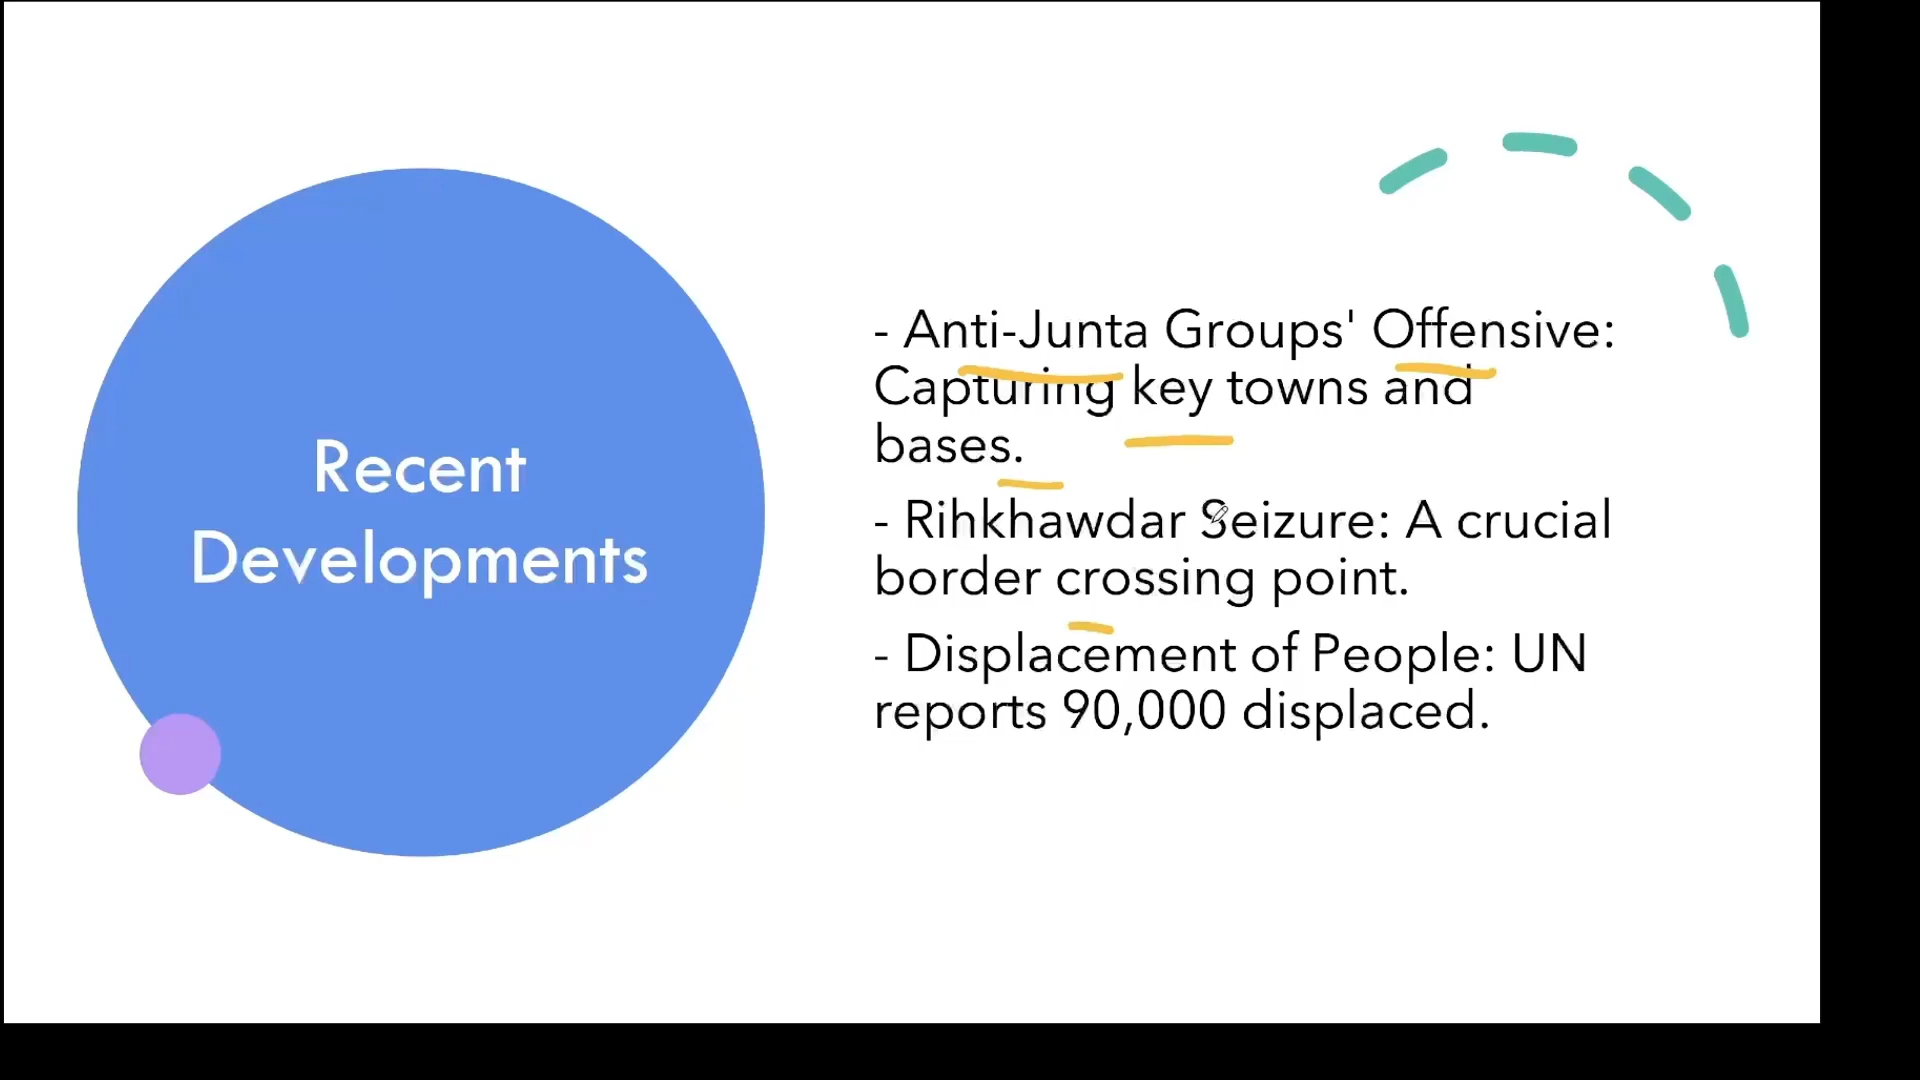 Recent
Developments
- Anti-Junta Groups' Offensive:
Capturing key towns and
bases.
- Rihkhawdar Seizure: A crucial
border crossing point.
- Displacement of People: UN
reports 90,000 displaced.